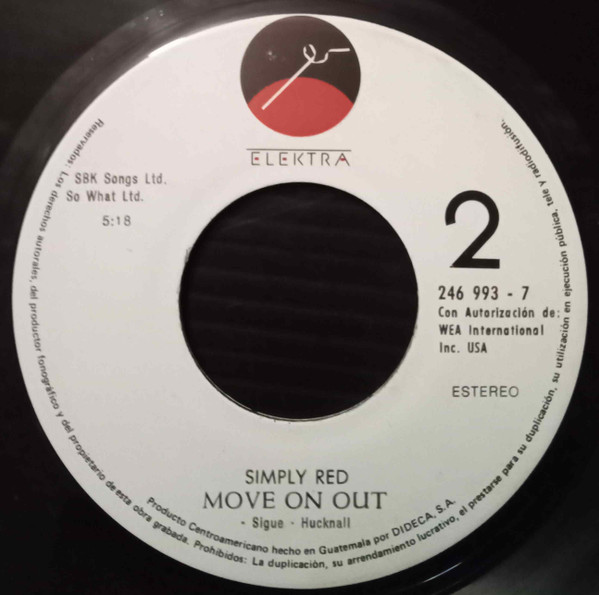 ELEKTRA
SBK Songs Ltd.
So What Ltd.
5:18
2
246 993 - 7
Con Autorización de:
WEA International
Inc. USA
ESTEREO
SIMPLY RED
MOVE ON OUT
- Sigue - Hucknall
Producto Centroamericano hecho en Guatemala por DIDECA, S.A.
Reservados: Los derechos autorales, del productor fonográfico y del propietario de esta obra grabada. Prohibidos: La duplicación, su arrendamiento lucrativo, el prestarse para su duplicación, su utilización en ejecución pública, tele y radiodifusión.